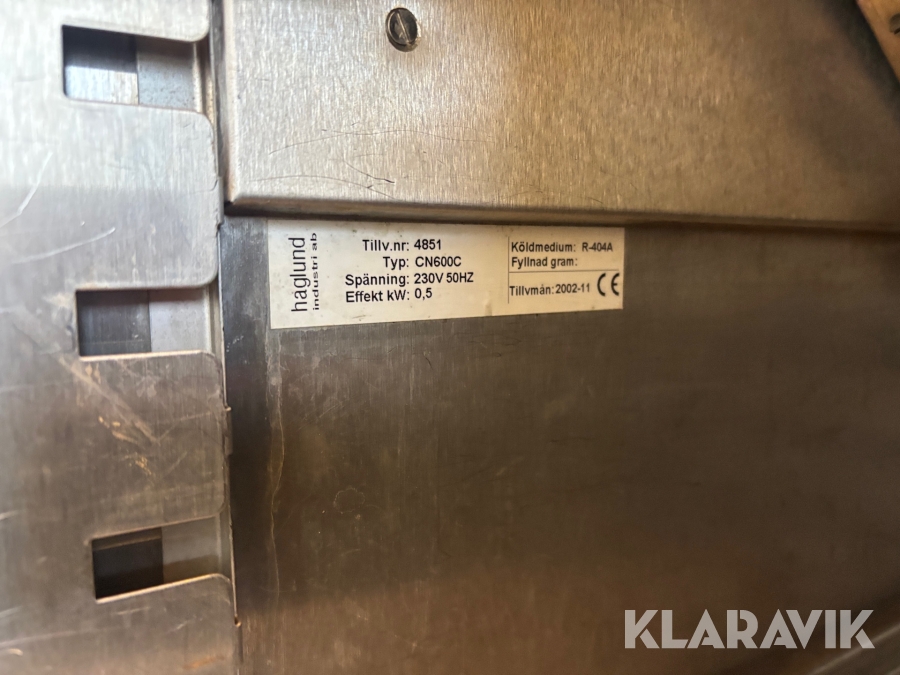 haglund
industri ab
Tillv.nr: 4851
Typ: CN600C
Spänning: 230V 50HZ
Effekt kW: 0,5
Köldmedium: R-404A
Fyllnad gram:
Tillvmån: 2002-11
CE
KLARAVIK